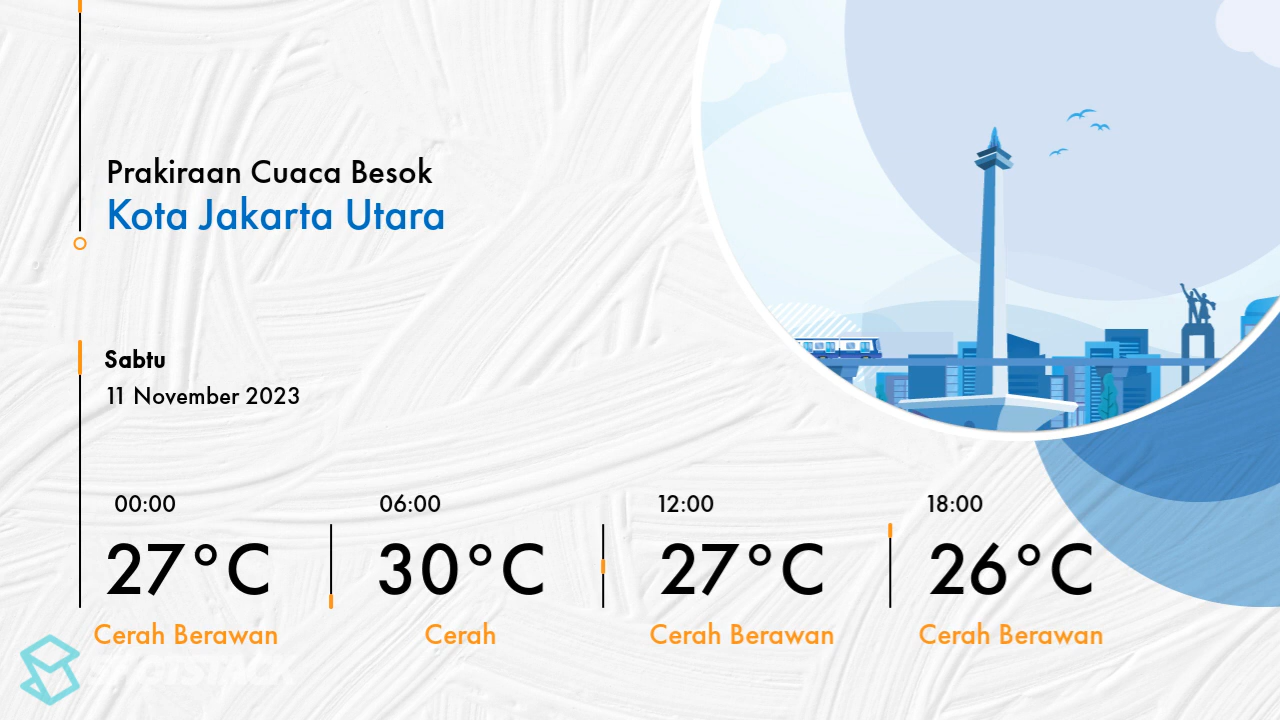 Prakiraan Cuaca Besok
Kota Jakarta Utara
Sabtu
11 November 2023
00:00 06:00 12:00 18:00
27°C 30°C 27°C 26°C
Cerah Berawan Cerah Cerah Berawan Cerah Berawan